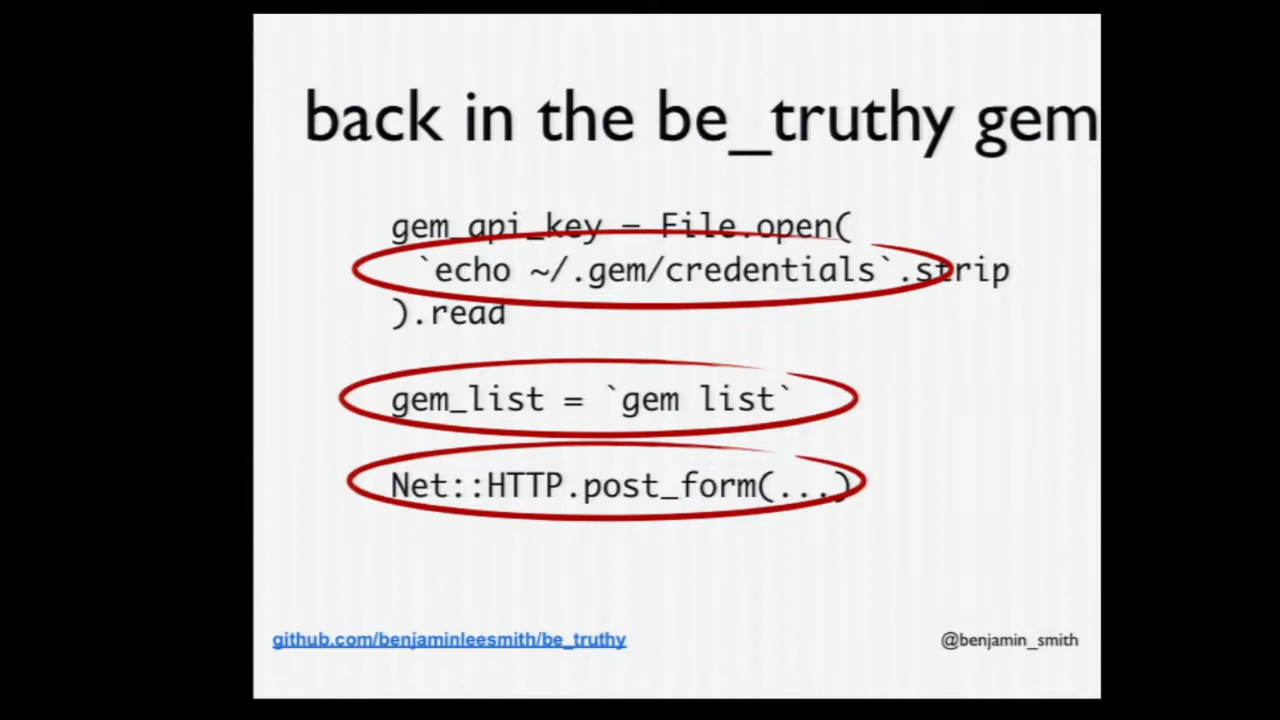 back in the be_truthy gem
gem_api_key = File.open(
`echo ~/.gem/credentials`.strip
).read
gem_list = `gem list`
Net::HTTP.post_form(...)
github.com/benjaminleesmith/be_truthy
@benjamin_smith